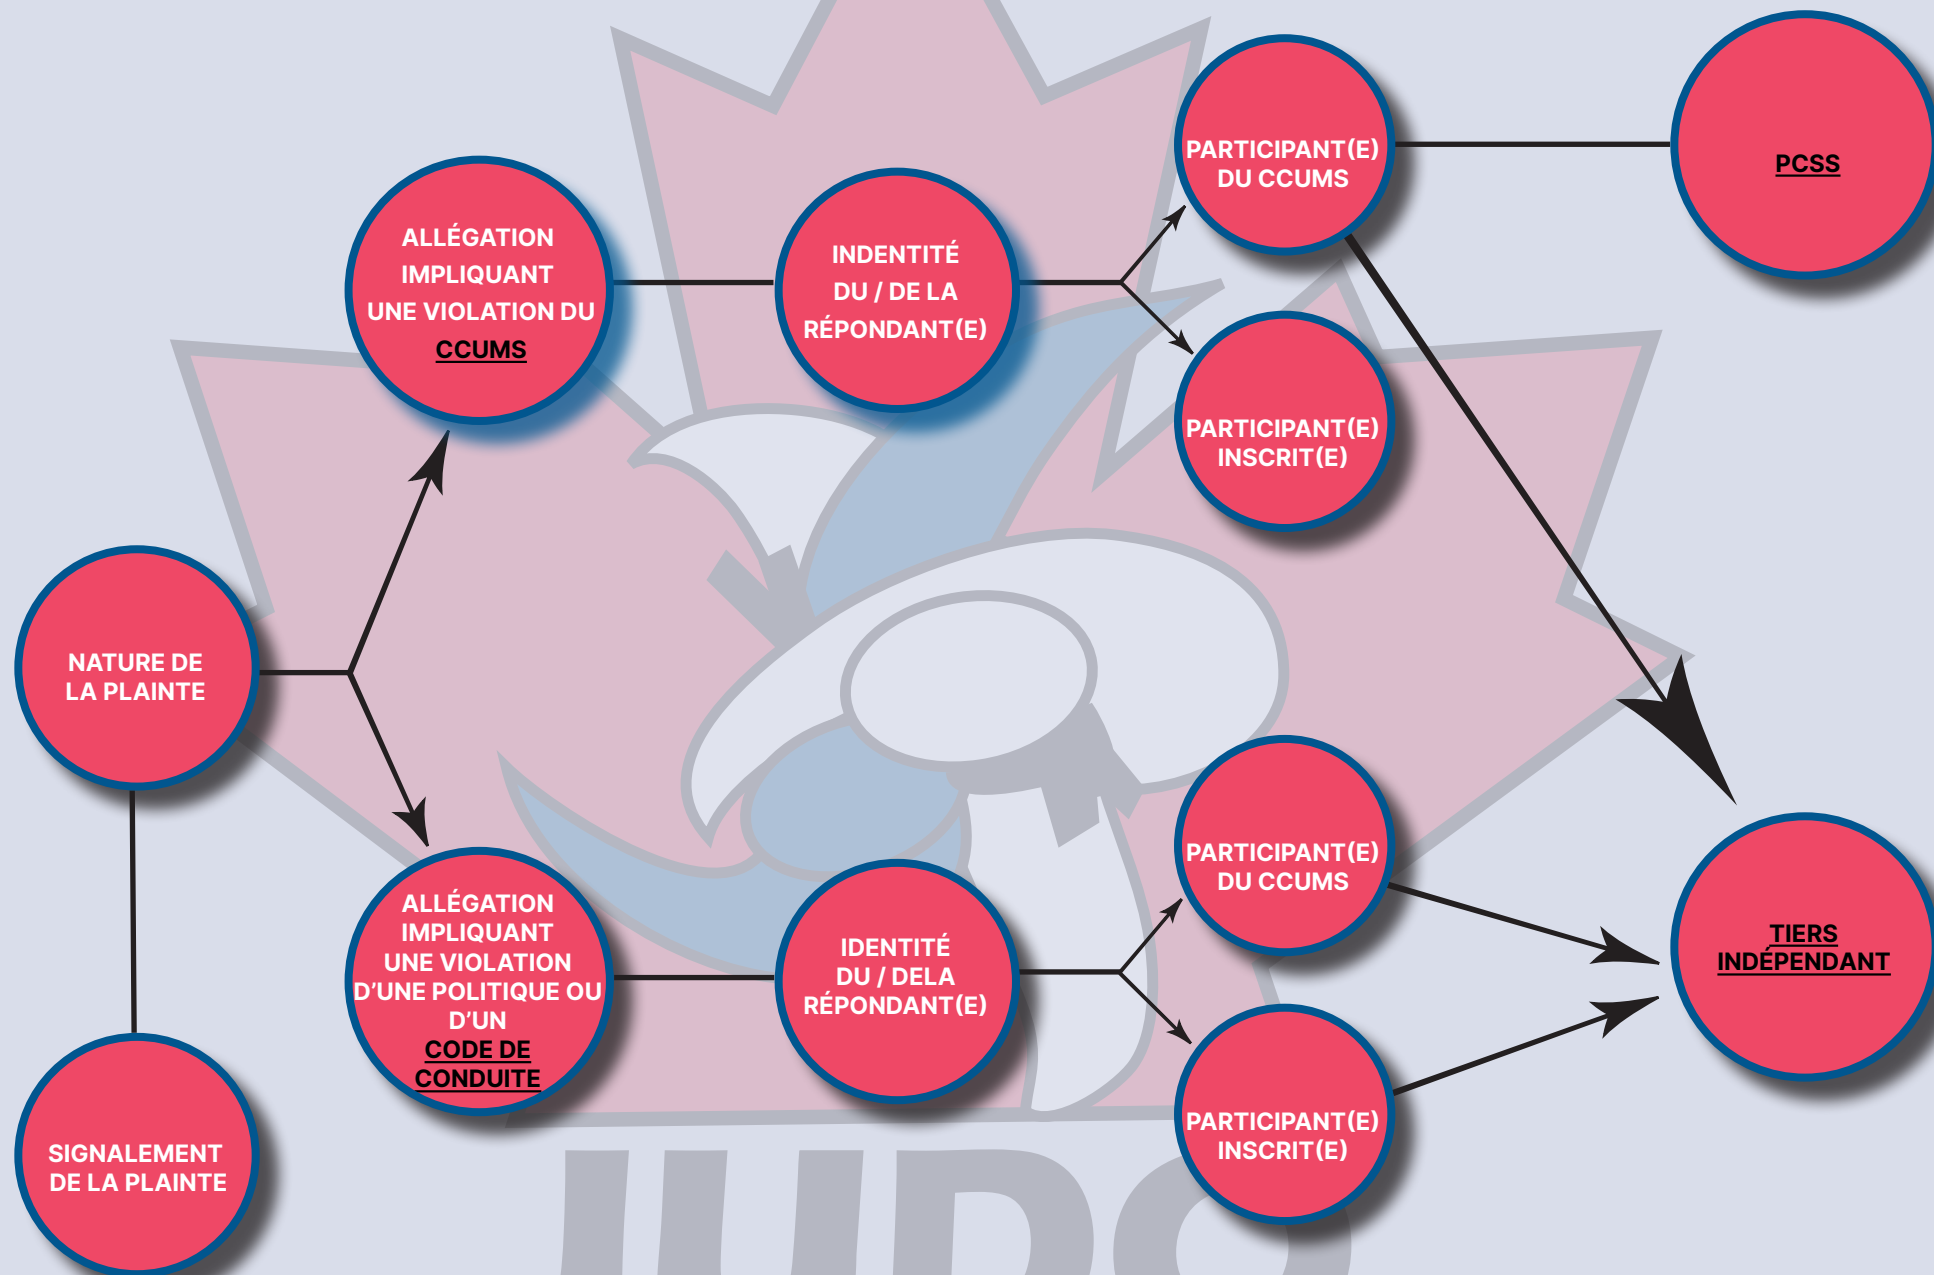 PARTICIPANT(E)
DU CCUMS
PCSS
ALLÉGATION
IMPLIQUANT
UNE VIOLATION DU
CCUMS
INDENTITÉ
DU / DE LA
RÉPONDANT(E)
PARTICIPANT(E)
INSCRIT(E)
NATURE DE
LA PLAINTE
ALLÉGATION
IMPLIQUANT
UNE VIOLATION
D'UNE POLITIQUE OU
D'UN
CODE DE
CONDUITE
IDENTITÉ
DU / DELA
RÉPONDANT(E)
PARTICIPANT(E)
DU CCUMS
TIERS
INDÉPENDANT
PARTICIPANT(E)
INSCRIT(E)
SIGNALEMENT
DE LA PLAINTE
JUDO